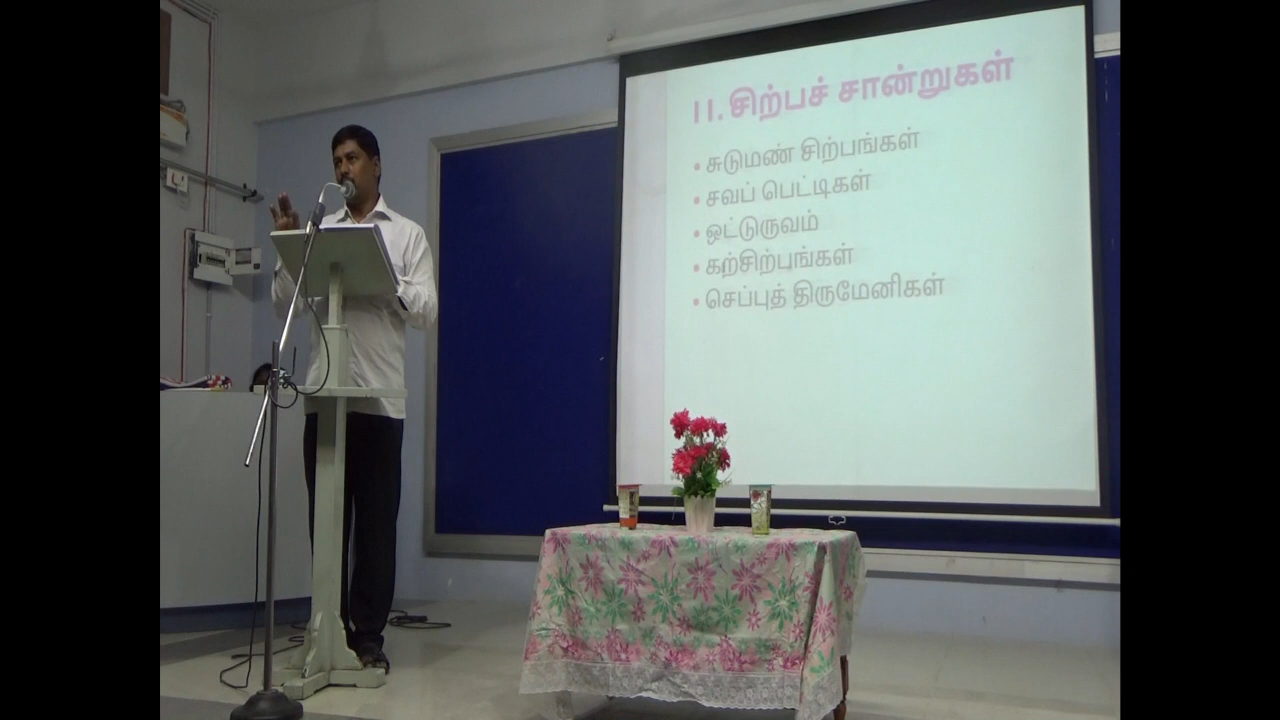 II. சிற்பச் சான்றுகள்
• சுடுமண் சிற்பங்கள்
• சவப் பெட்டிகள்
• ஒட்டுருவம்
• கற்சிற்பங்கள்
• செப்புத் திருமேனிகள்